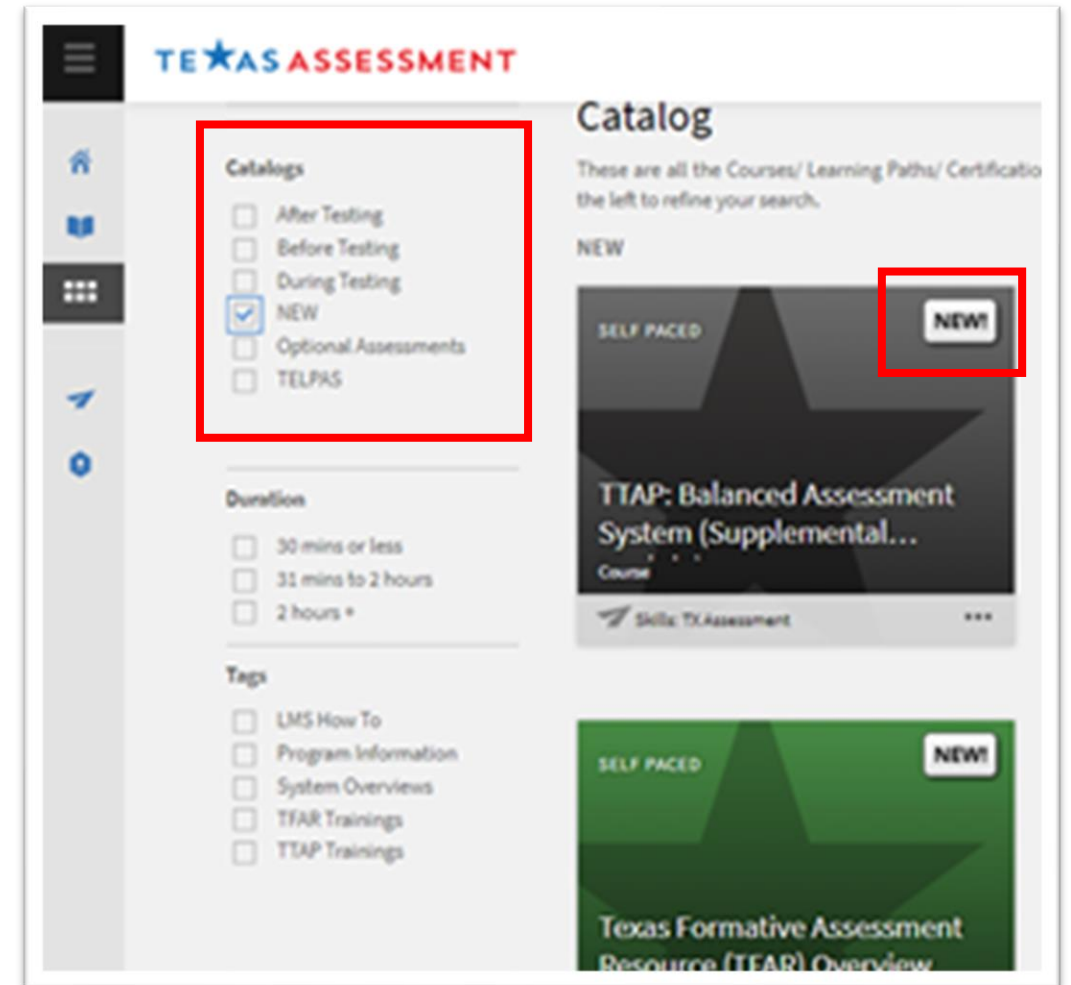 TEXAS ASSESSMENT
Catalogs
After Testing
Before Testing
During Testing
NEW
Optional Assessments
TELPAS
Duration
30 mins or less
31 mins to 2 hours
2 hours +
Tags
LMS How To
Program Information
System Overviews
TFAR Trainings
TTAP Trainings
Catalog
These are all the Courses/ Learning Paths/ Certificatio
the left to refine your search.
NEW
SELF PACED
NEW!
TTAP: Balanced Assessment
System (Supplemental...
Course
Skills: TX Assessment
SELF PACED
NEW!
Texas Formative Assessment
Resource (TFAR) Overview